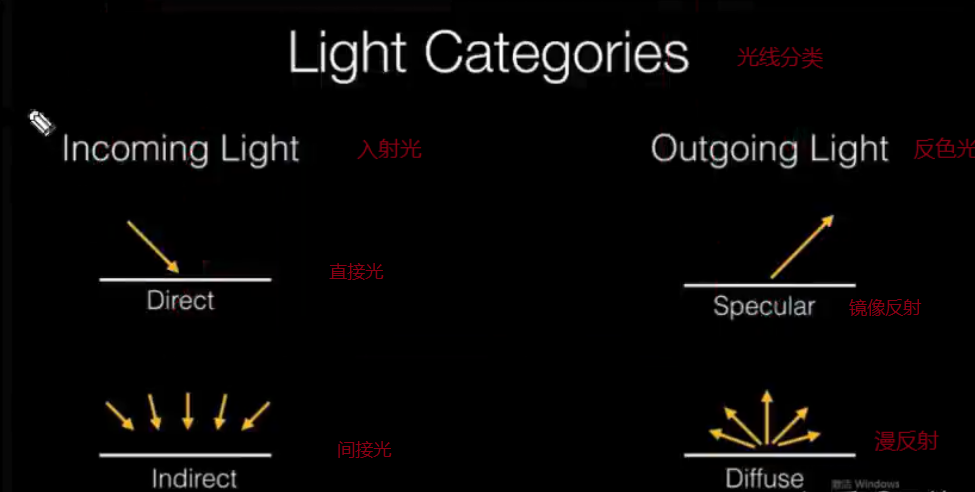 Light Categories 光线分类
Incoming Light 入射光
Outgoing Light 反色光
直接光
Direct
Specular 镜像反射
间接光
Indirect
漫反射
Diffuse
激活 Windows